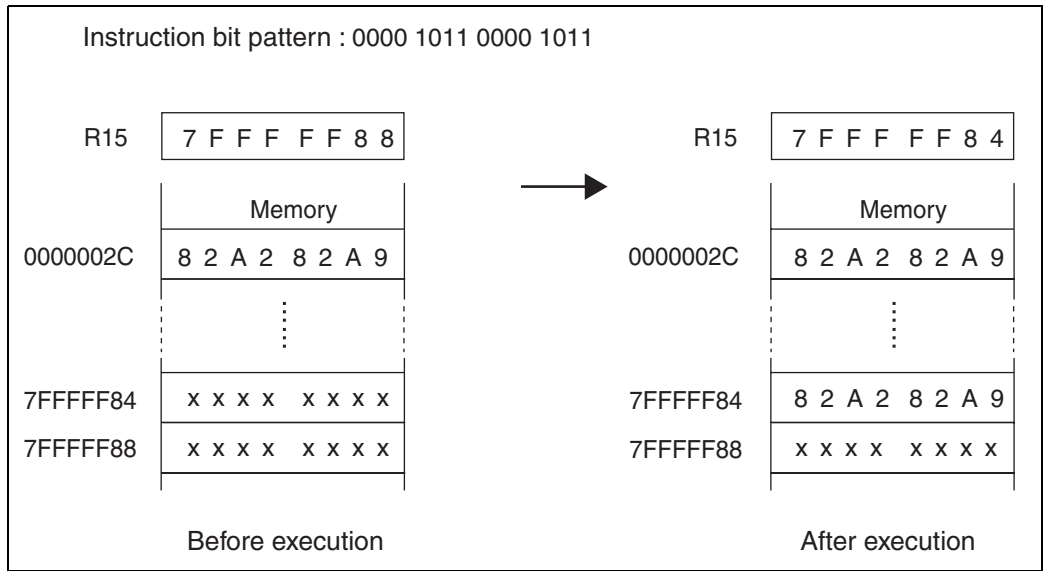 Instruction bit pattern : 0000 1011 0000 1011
R15 7 F F F F F 8 8
R15 7 F F F F F 8 4
Memory
Memory
0000002C 8 2 A 2 8 2 A 9
0000002C 8 2 A 2 8 2 A 9
7FFFFF84 x x x x x x x x
7FFFFF84 8 2 A 2 8 2 A 9
7FFFFF88 x x x x x x x x
7FFFFF88 x x x x x x x x
Before execution
After execution